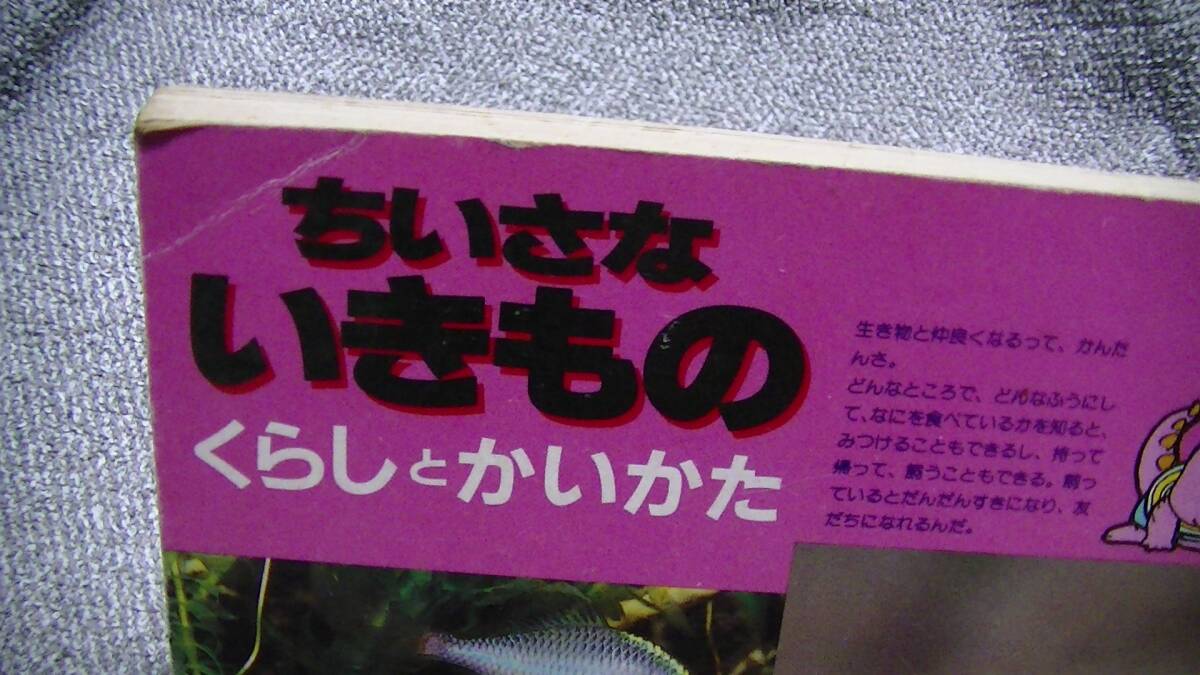 ちいさな
いきもの
くらしとかいかた
生き物と仲良くなるって、かんた
んさ。
どんなところで、どんなふうにし
て、なにを食べているかを知ると、
みつけることもできるし、持って
帰って、飼うこともできる。飼っ
ているとだんだんすきになり、友
だちになれるんだ。